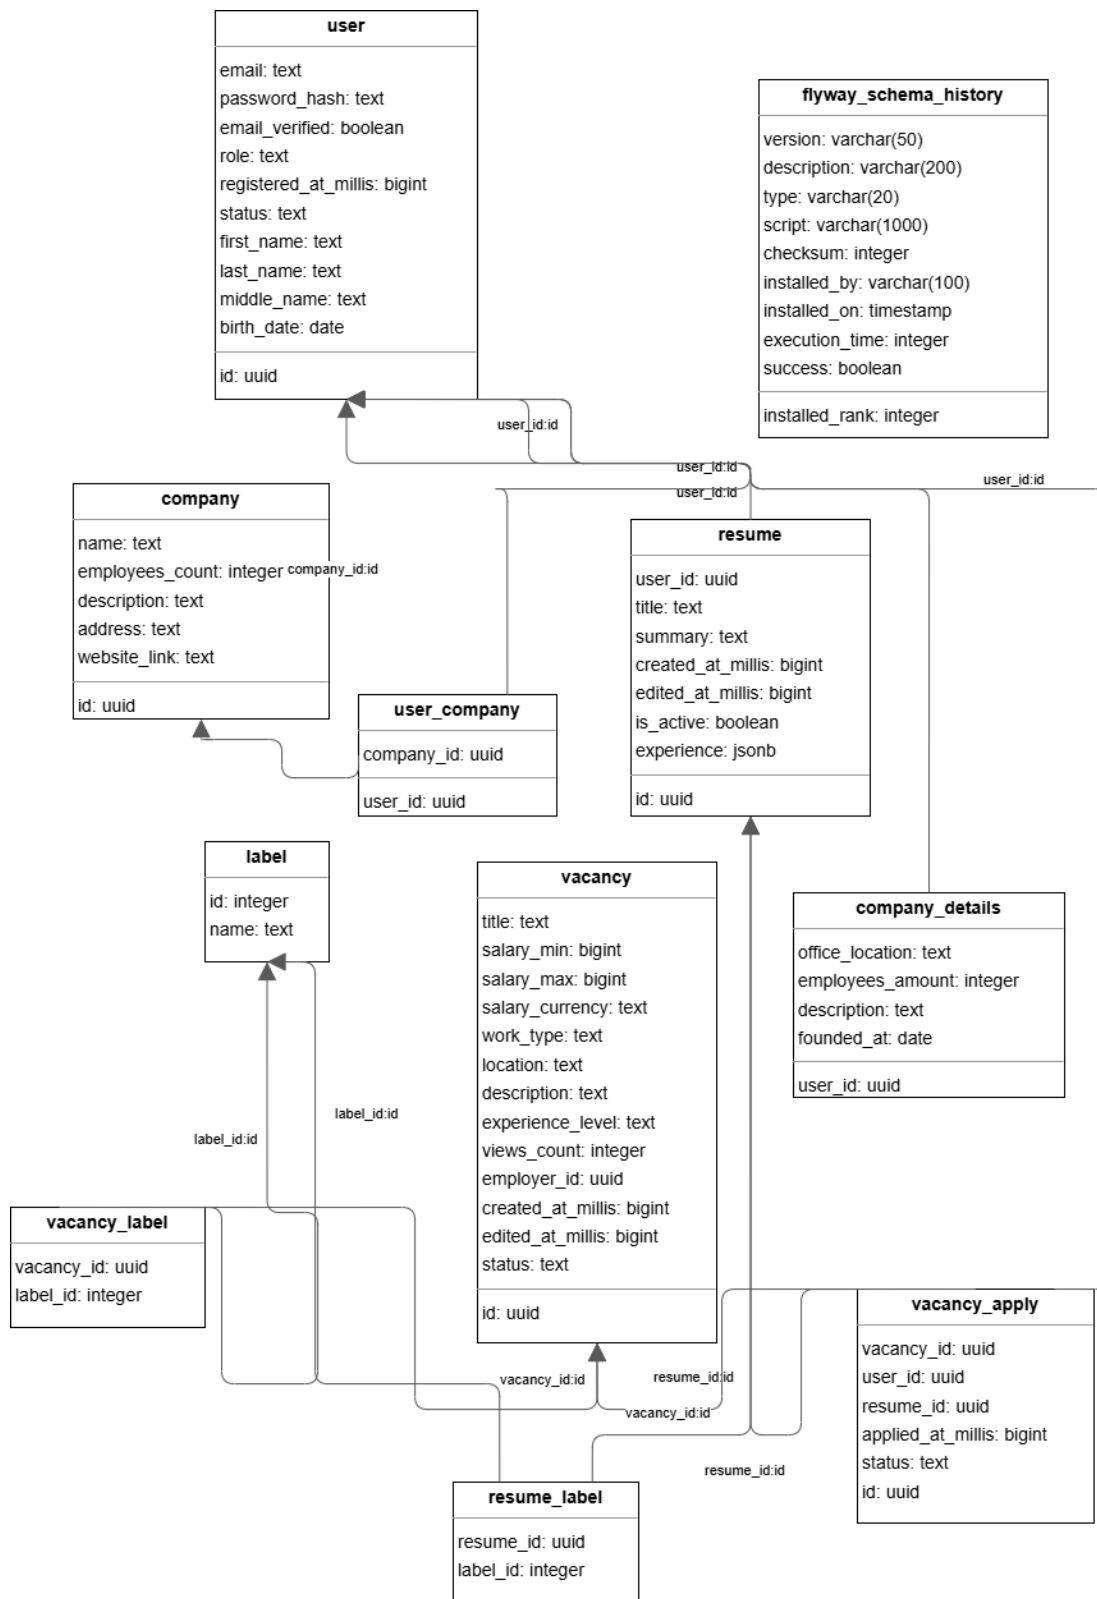 user
email: text
password_hash: text
email_verified: boolean
role: text
registered_at_millis: bigint
status: text
first_name: text
last_name: text
middle_name: text
birth_date: date
id: uuid
flyway_schema_history
version: varchar(50)
description: varchar(200)
type: varchar(20)
script: varchar(1000)
checksum: integer
installed_by: varchar(100)
installed_on: timestamp
execution_time: integer
success: boolean
installed_rank: integer
user_id:id
user_id:id
user_id:id
user_id:id
company
name: text
employees_count: integer
description: text
address: text
website_link: text
id: uuid
company_id:id
resume
user_id: uuid
title: text
summary: text
created_at_millis: bigint
edited_at_millis: bigint
is_active: boolean
experience: jsonb
id: uuid
user_company
company_id: uuid
user_id: uuid
label
id: integer
name: text
vacancy
title: text
salary_min: bigint
salary_max: bigint
salary_currency: text
work_type: text
location: text
description: text
experience_level: text
views_count: integer
employer_id: uuid
created_at_millis: bigint
edited_at_millis: bigint
status: text
id: uuid
company_details
office_location: text
employees_amount: integer
description: text
founded_at: date
user_id: uuid
label_id:id
label_id:id
vacancy_label
vacancy_id: uuid
label_id: integer
vacancy_apply
vacancy_id: uuid
user_id: uuid
resume_id: uuid
applied_at_millis: bigint
status: text
id: uuid
vacancy_id:id
resume_id:id
vacancy_id:id
resume_id:id
resume_label
resume_id: uuid
label_id: integer